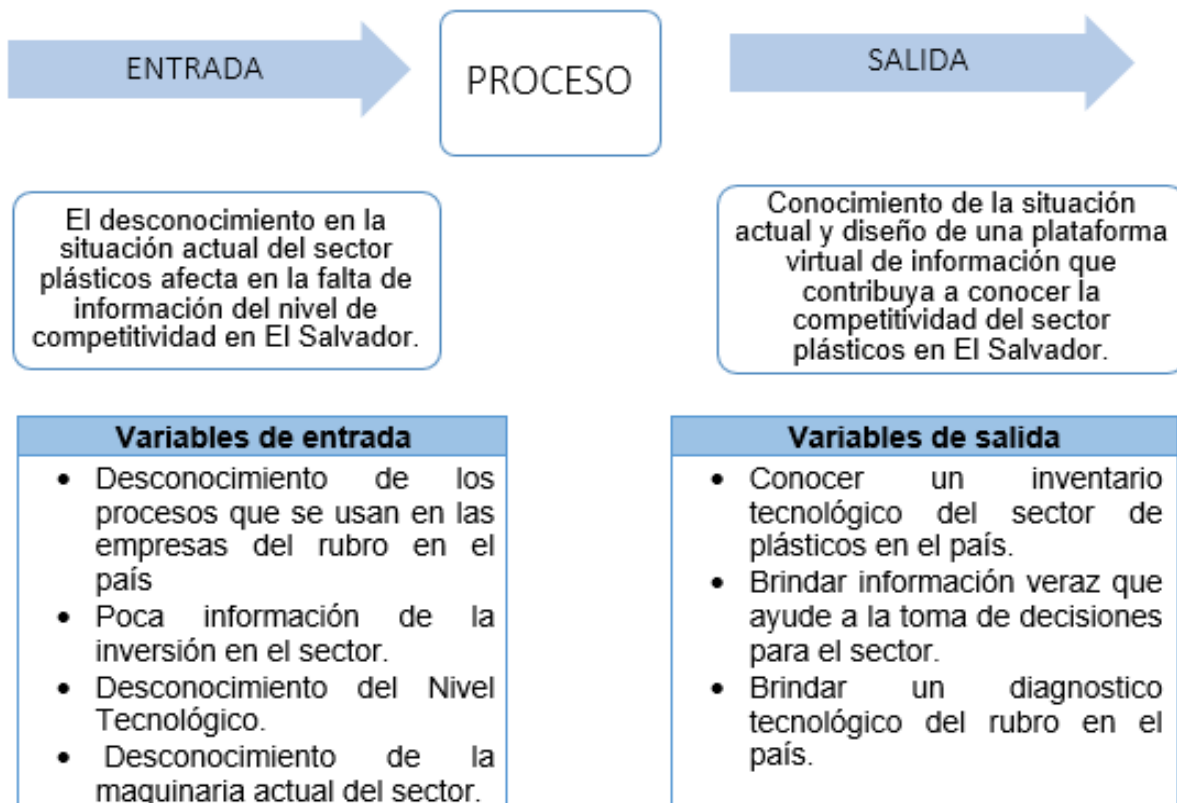 ENTRADA
PROCESO
SALIDA
El desconocimiento en la
situación actual del sector
plásticos afecta en la falta de
información del nivel de
competitividad en El Salvador.
Conocimiento de la situación
actual y diseño de una plataforma
virtual de información que
contribuya a conocer la
competitividad del sector
plásticos en El Salvador.
Variables de entrada
• Desconocimiento de los
procesos que se usan en las
empresas del rubro en el
país
• Poca información de la
inversión en el sector.
• Desconocimiento del Nivel
Tecnológico.
• Desconocimiento de la
maquinaria actual del sector.
Variables de salida
• Conocer un inventario
tecnológico del sector de
plásticos en el país.
• Brindar información veraz que
ayude a la toma de decisiones
para el sector.
• Brindar un diagnostico
tecnológico del rubro en el
país.